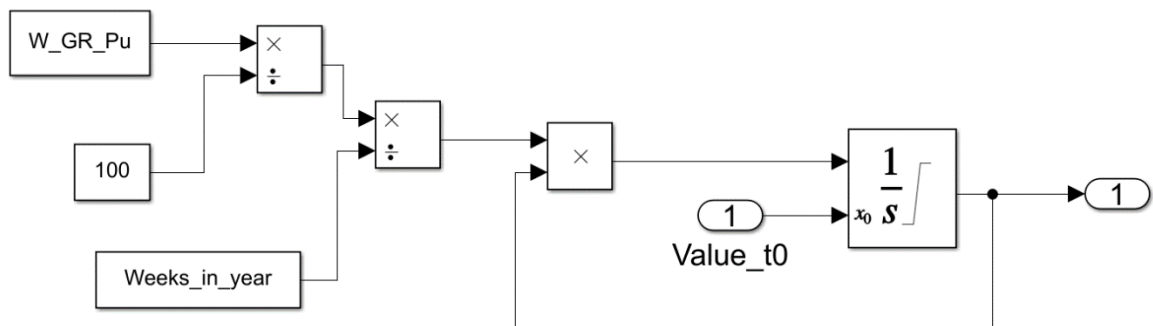 W_GR_Pu
×
÷
100
×
÷
×
Weeks_in_year
1
Value_t0
x₀
1
s
1